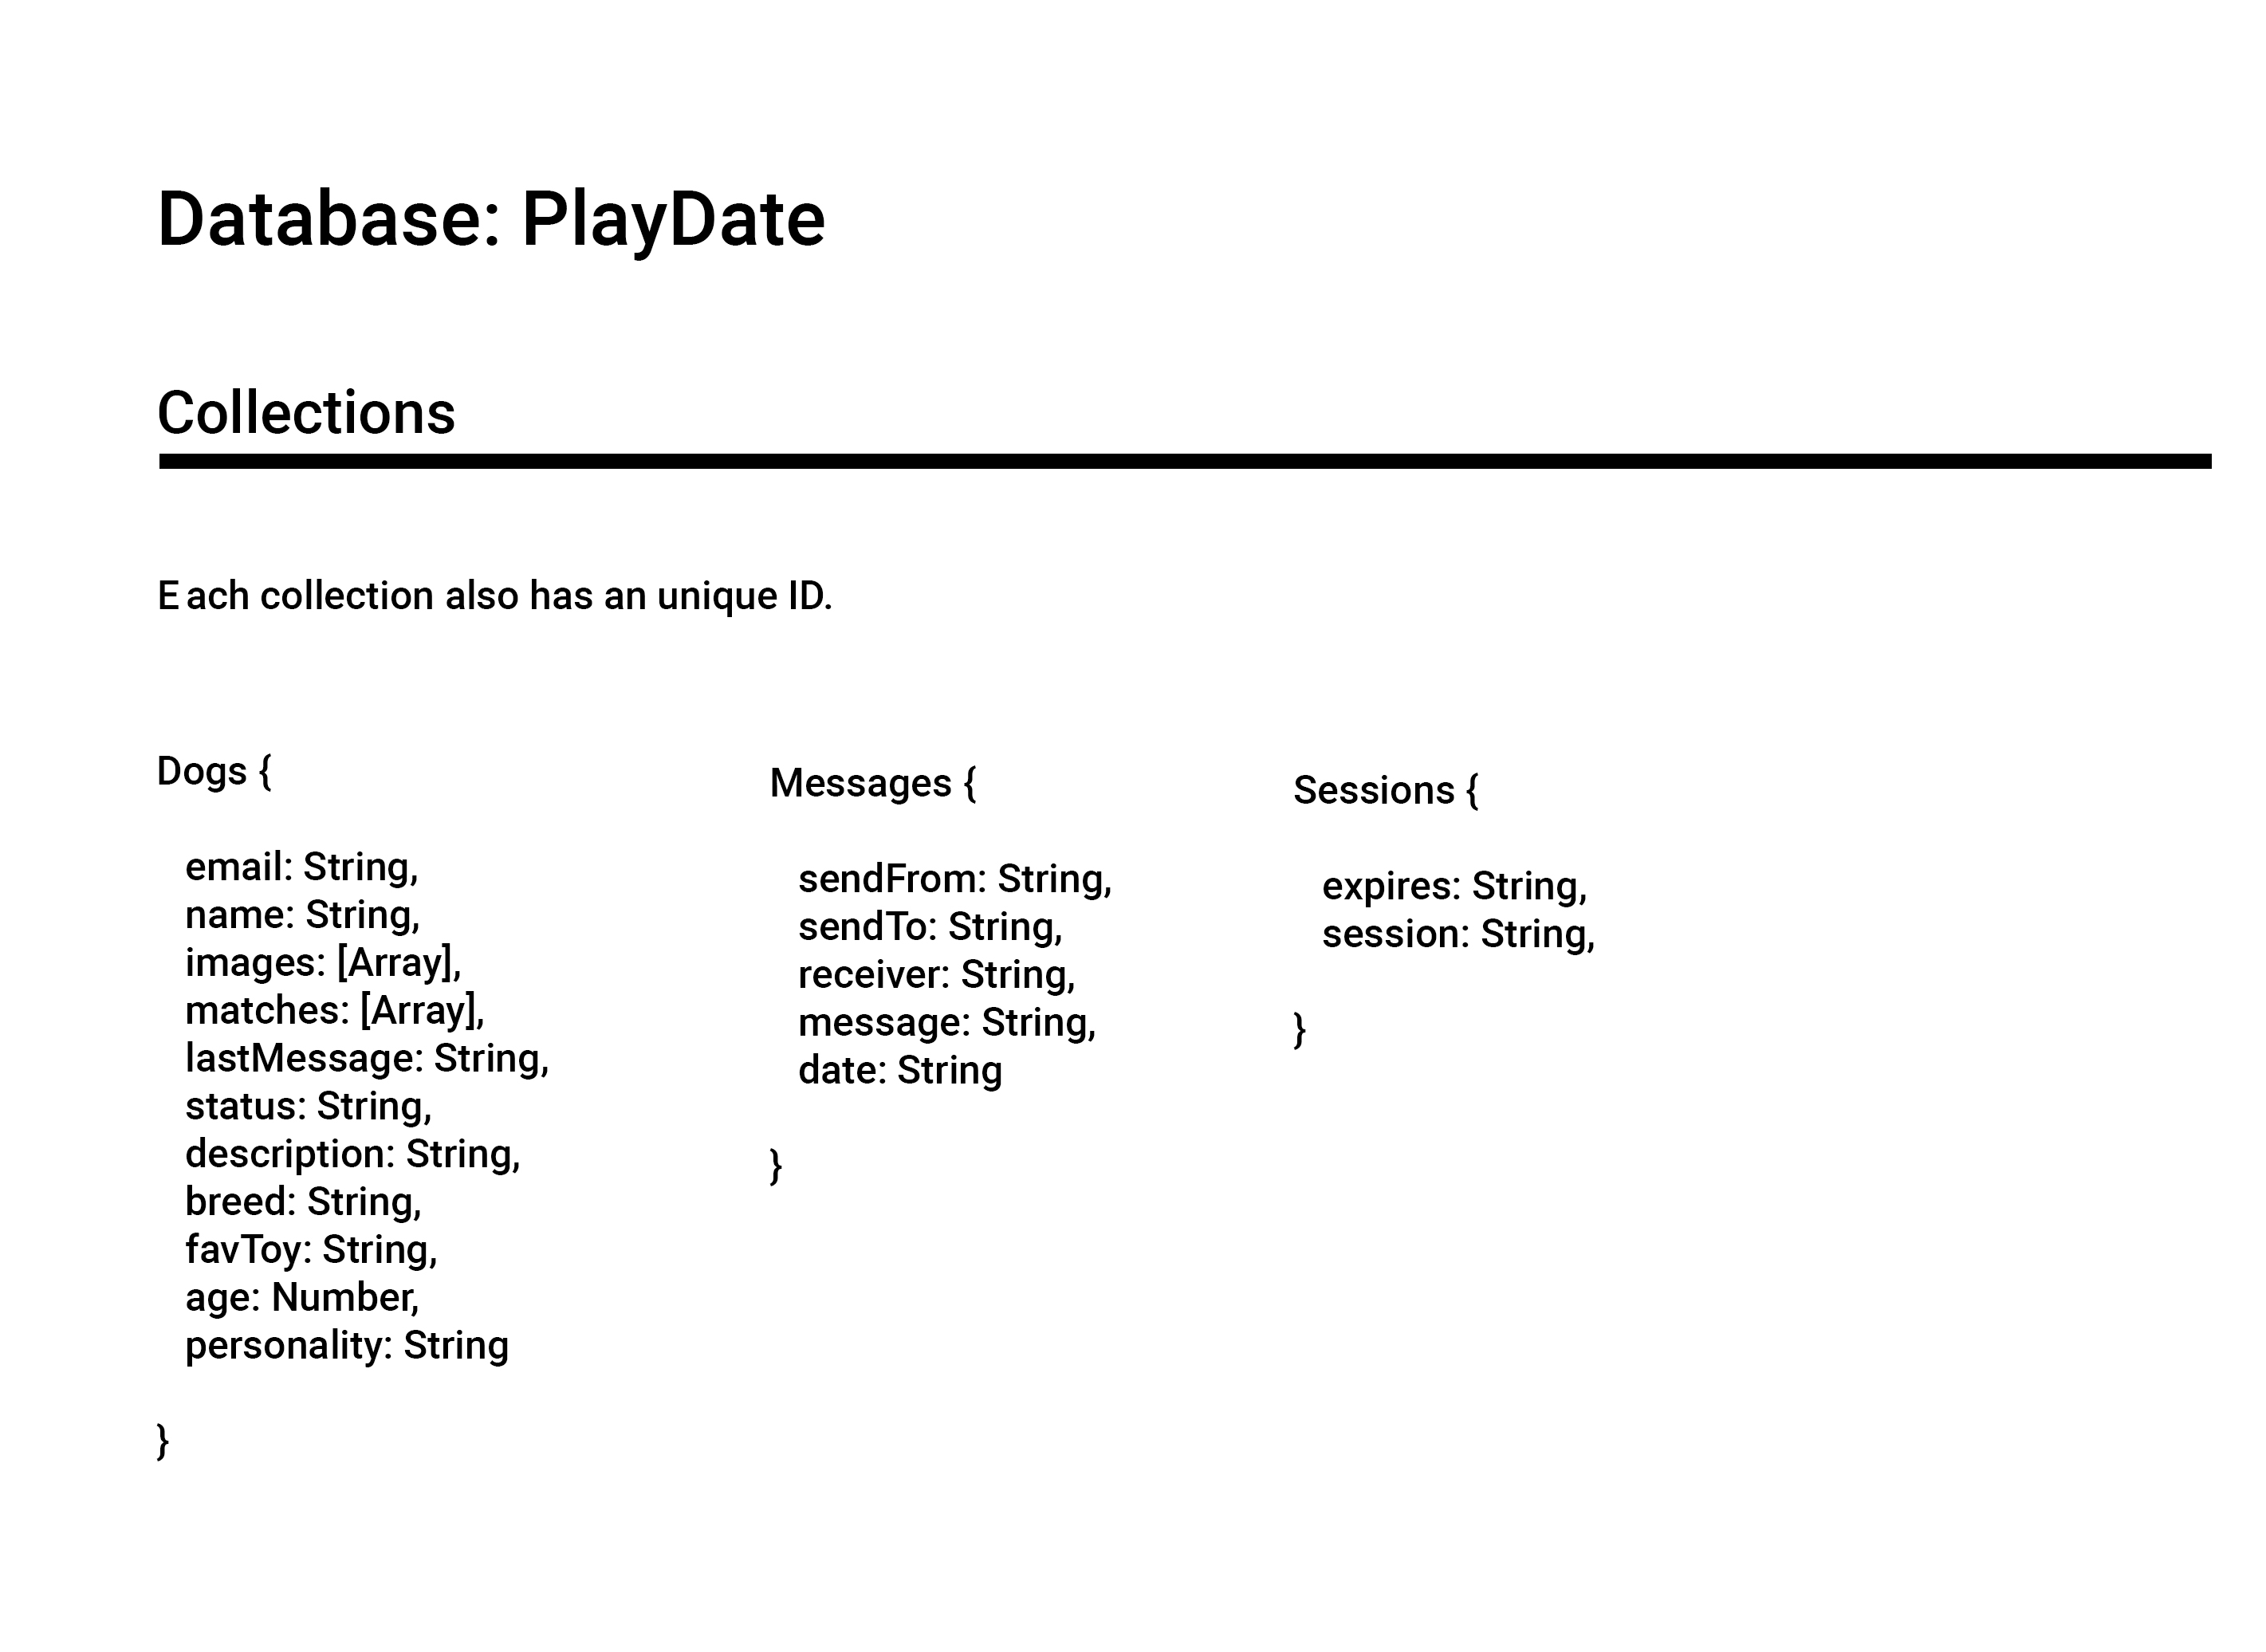 Database: PlayDate
Collections
Each collection also has an unique ID.
Dogs {
email: String,
name: String,
images: [Array],
matches: [Array],
lastMessage: String,
status: String,
description: String,
breed: String,
favToy: String,
age: Number,
personality: String
}
Messages {
sendFrom: String,
sendTo: String,
receiver: String,
message: String,
date: String
}
Sessions {
expires: String,
session: String,
}